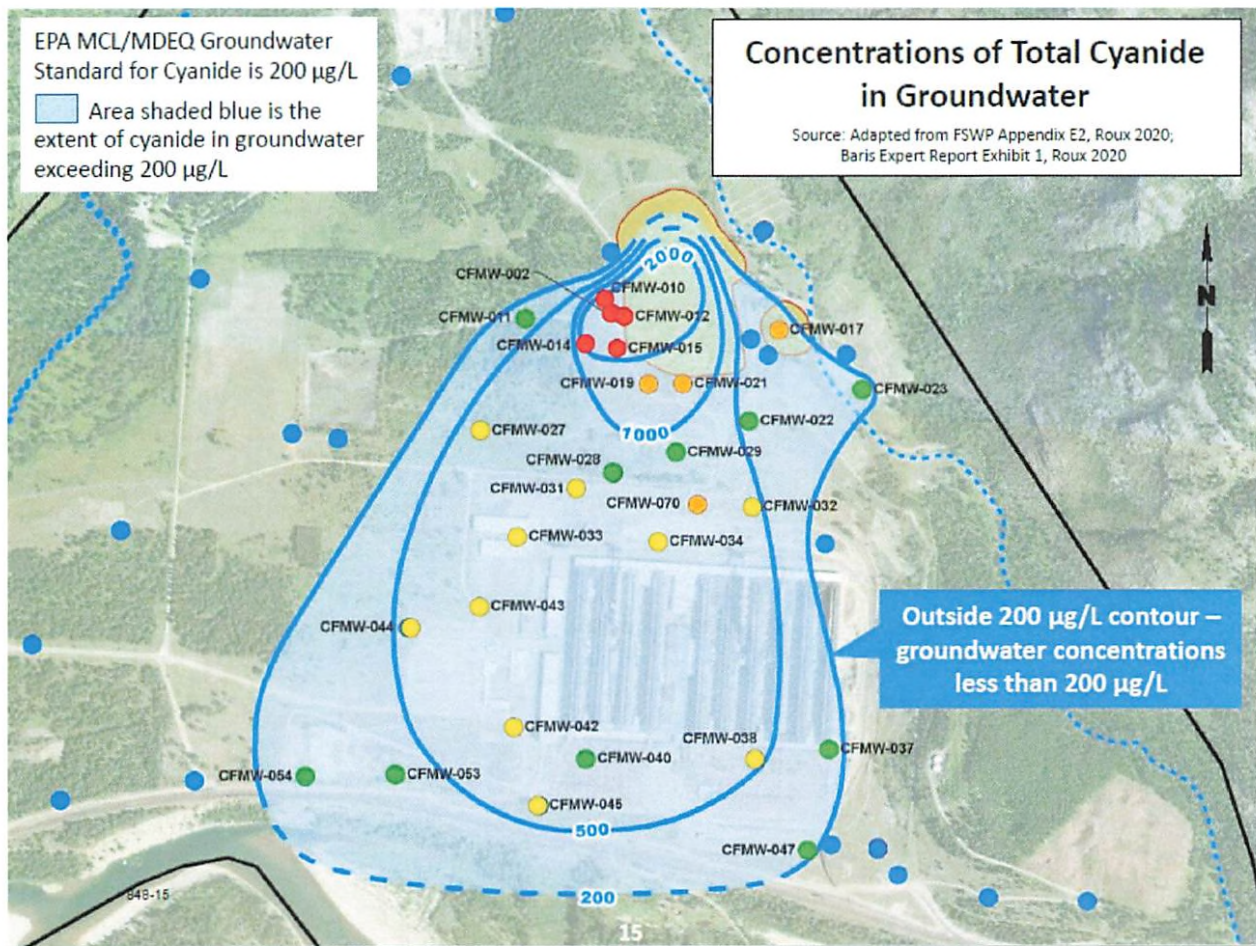 EPA MCL/MDEQ Groundwater
Standard for Cyanide is 200 µg/L
Area shaded blue is the
extent of cyanide in groundwater
exceeding 200 µg/L
Concentrations of Total Cyanide
in Groundwater
Source: Adapted from FSWP Appendix E2, Roux 2020;
Baris Expert Report Exhibit 1, Roux 2020
N
2000
CFMW-002
CFMW-010
CFMW-011
CFMW-012
CFMW-017
CFMW-014
CFMW-015
CFMW-019
CFMW-021
CFMW-023
CFMW-022
CFMW-027
1000
CFMW-029
CFMW-028
CFMW-031
CFMW-070
CFMW-032
CFMW-033
CFMW-034
CFMW-043
CFMW-044
Outside 200 µg/L contour –
groundwater concentrations
less than 200 µg/L
CFMW-042
CFMW-038
CFMW-037
CFMW-040
CFMW-054
CFMW-053
CFMW-045
500
CFMW-047
848-15
200
15